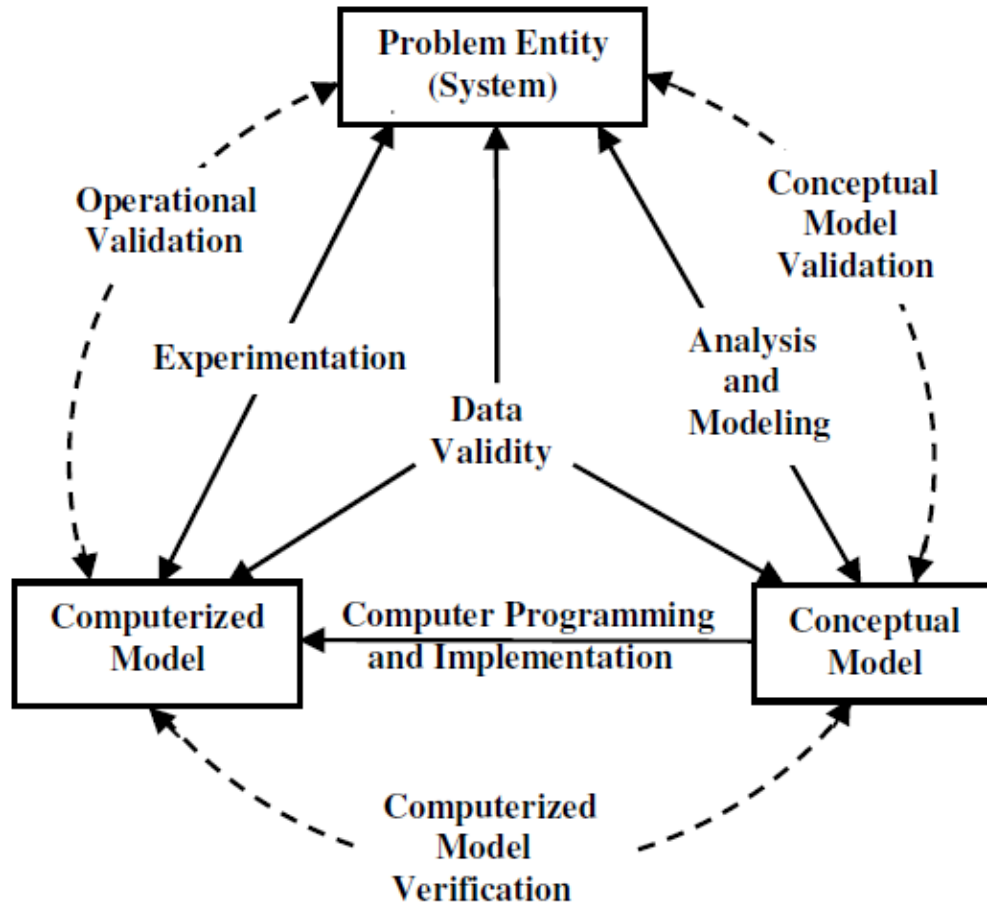 Problem Entity
(System)
Operational
Validation
Conceptual
Model
Validation
Experimentation
Analysis
and
Modeling
Data
Validity
Computerized
Model
Computer Programming
and Implementation
Conceptual
Model
Computerized
Model
Verification